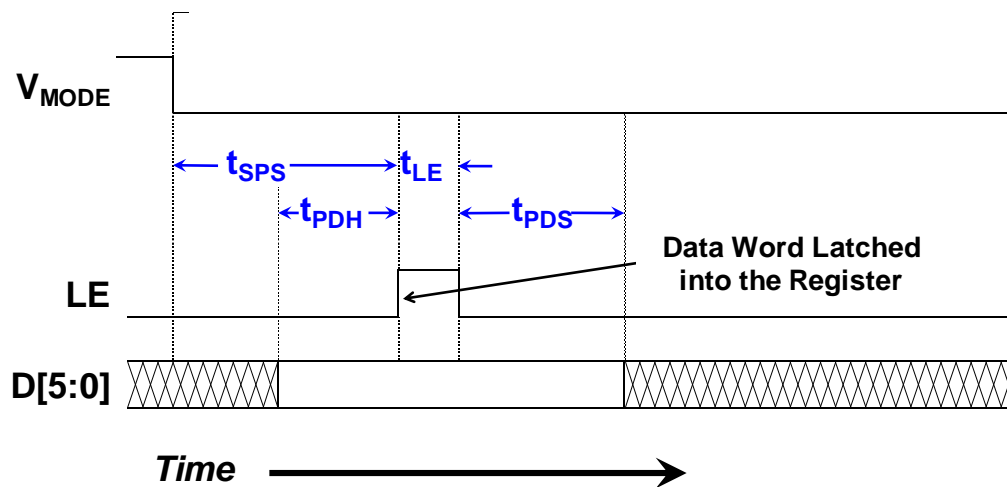 VMODE
tSPS
tLE
tPDH
tPDS
Data Word Latched
into the Register
LE
D[5:0]
Time